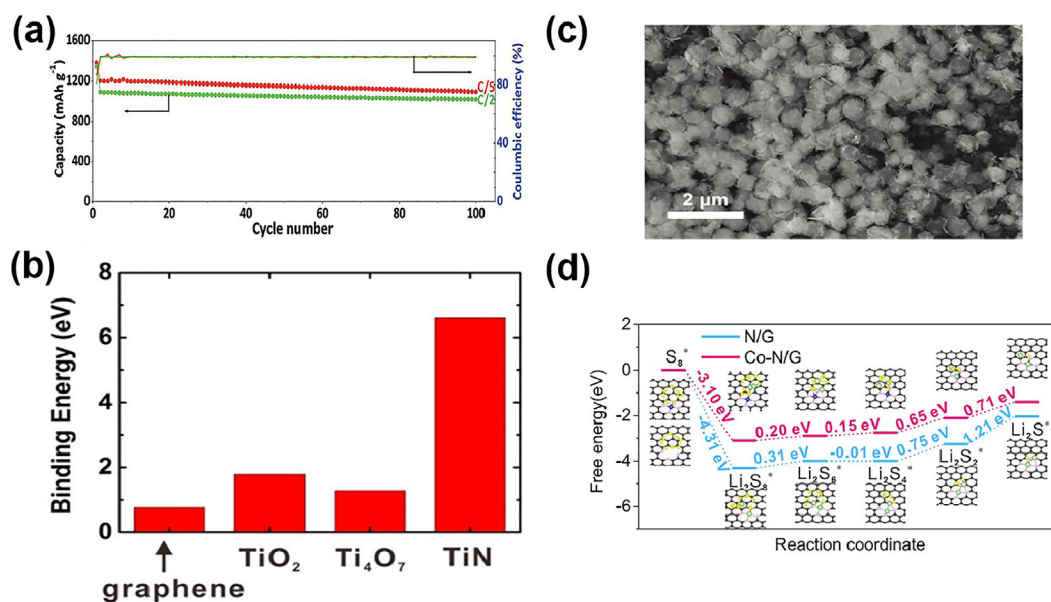 (a)
1600
1200
800
400
0
Capacity (mAh g⁻¹)
0 20 40 60 80 100
Cycle number
80
40
0
Coulumbic efficiency (%)
C/5
C/2
(b)
8
6
4
2
0
Binding Energy (eV)
graphene
TiO₂
Ti₄O₇
TiN
(c)
2 μm
(d)
2
0
-2
-4
-6
Free energy(eV)
N/G
Co-N/G
S₈*
-3.10 eV
0.20 eV
0.15 eV
0.65 eV
0.71 eV
-4.31 eV
0.31 eV
-0.01 eV
0.75 eV
1.21 eV
Li₂S₈*
Li₂S₆*
Li₂S₄*
Li₂S₂*
Li₂S*
Reaction coordinate